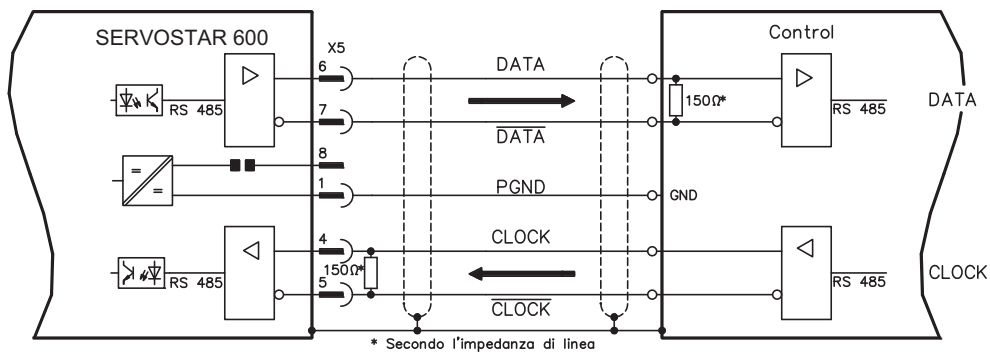 SERVOSTAR 600
X5
Control
6
DATA
7
DATA
RS 485
150Ω*
RS 485
DATA
8
1
PGND
GND
4
CLOCK
150Ω*
5
CLOCK
RS 485
RS 485
CLOCK
* Secondo l'impedanza di linea